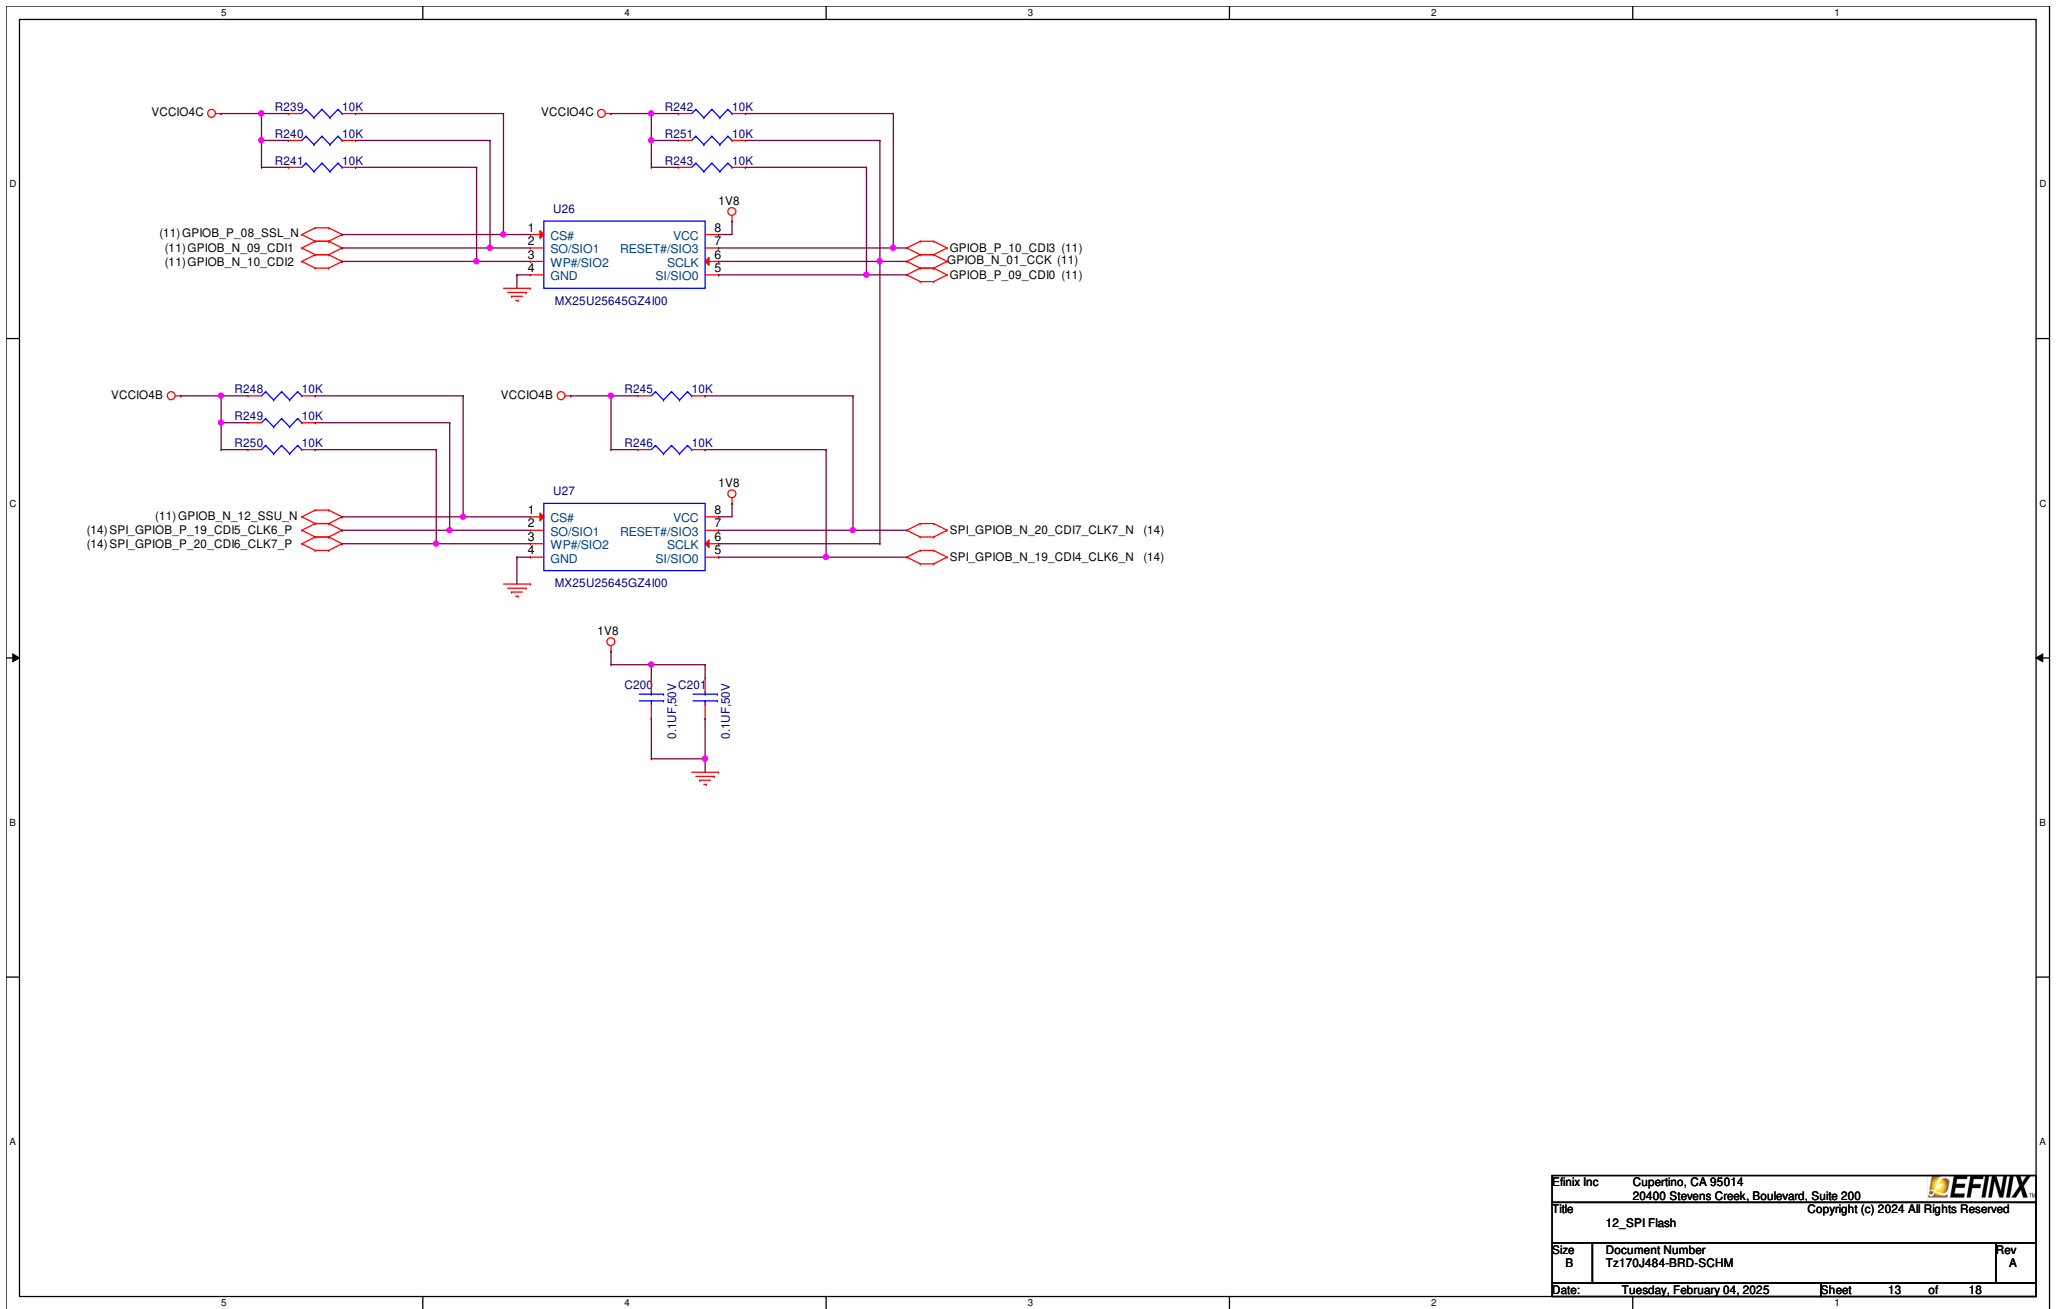 5 4 3 2 1
D D
C C
B B
A A
VCCIO4C R239 10K
R240 10K
R241 10K
VCCIO4C R242 10K
R251 10K
R243 10K
U26
1V8
(11) GPIOB_P_08_SSL_N 1 CS# VCC 8
(11) GPIOB_N_09_CDI1 2 SO/SIO1 RESET#/SIO3 7 GPIOB_P_10_CDI3 (11)
(11) GPIOB_N_10_CDI2 3 WP#/SIO2 SCLK 6 GPIOB_N_01_CCK (11)
4 GND SI/SIO0 5 GPIOB_P_09_CDI0 (11)
MX25U25645GZ4I00
VCCIO4B R248 10K
R249 10K
R250 10K
VCCIO4B R245 10K
R246 10K
U27
1V8
(11) GPIOB_N_12_SSU_N 1 CS# VCC 8
(14) SPI_GPIOB_P_19_CDI5_CLK6_P 2 SO/SIO1 RESET#/SIO3 7 SPI_GPIOB_N_20_CDI7_CLK7_N (14)
(14) SPI_GPIOB_P_20_CDI6_CLK7_P 3 WP#/SIO2 SCLK 6
4 GND SI/SIO0 5 SPI_GPIOB_N_19_CDI4_CLK6_N (14)
MX25U25645GZ4I00
1V8
C200 0.1UF,50V C201 0.1UF,50V
Efinix Inc Cupertino, CA 95014
20400 Stevens Creek, Boulevard, Suite 200
EFINIX TM
Title Copyright (c) 2024 All Rights Reserved
12_SPI Flash
Size Document Number Rev
B Tz170J484-BRD-SCHM A
Date: Tuesday, February 04, 2025 Sheet 13 of 18
5 4 3 2 1